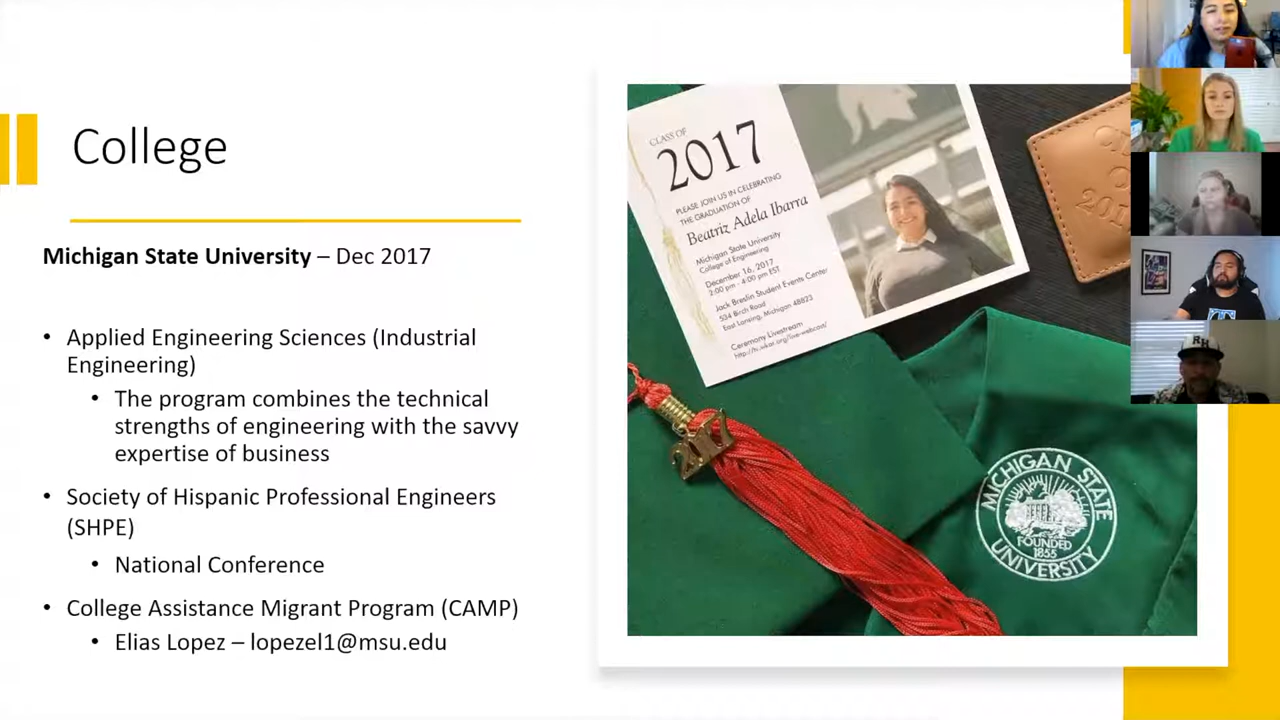 College
Michigan State University – Dec 2017
• Applied Engineering Sciences (Industrial
Engineering)
• The program combines the technical
strengths of engineering with the savvy
expertise of business
• Society of Hispanic Professional Engineers
(SHPE)
• National Conference
• College Assistance Migrant Program (CAMP)
• Elias Lopez – lopezel1@msu.edu
CLASS OF
2017
PLEASE JOIN US IN CELEBRATING
THE GRADUATION OF
Beatriz Adela Ibarra
Michigan State University
College of Engineering
December 16, 2017
2:00 pm - 4:00 pm EST
Jack Breslin Student Events Center
534 Birch Road
East Lansing, Michigan 48823
Ceremony Livestream
2017
MICHIGAN STATE
UNIVERSITY
FOUNDED
1855
RH